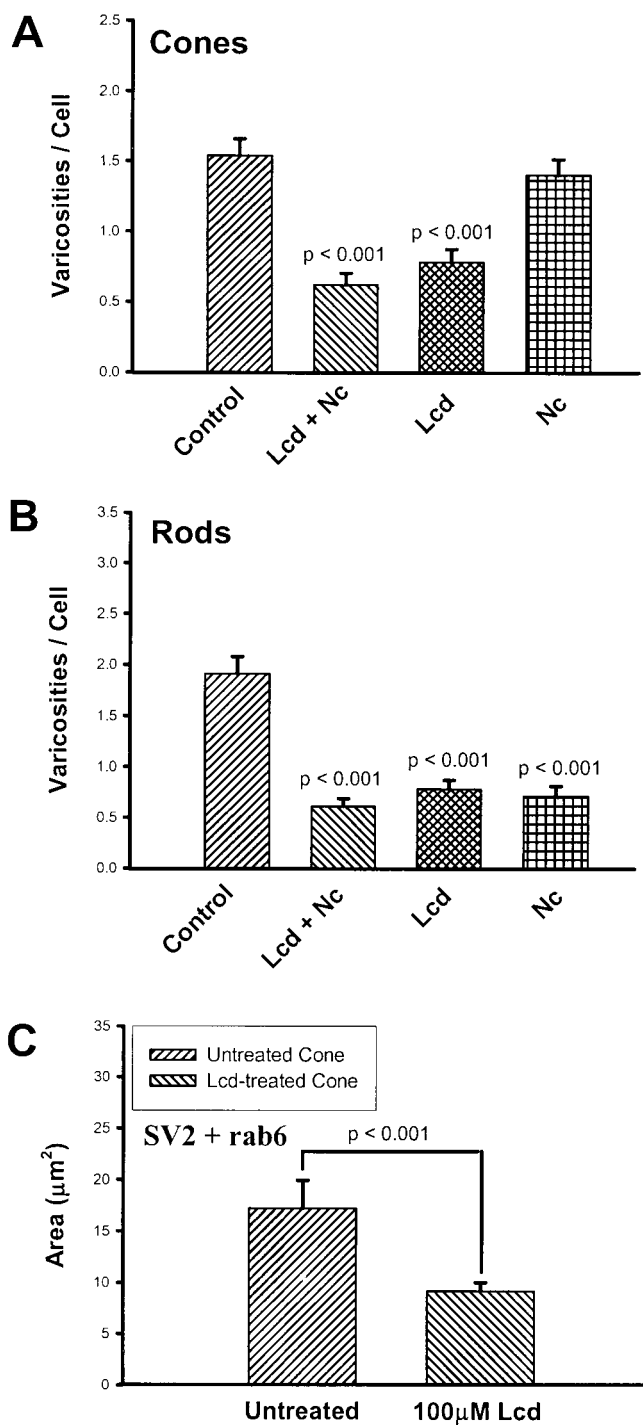 A
Cones
Varicosities / Cell
2.5
2.0
1.5
1.0
0.5
0.0
p < 0.001
p < 0.001
Control
Lcd + Nc
Lcd
Nc
B
Rods
Varicosities / Cell
3.5
3.0
2.5
2.0
1.5
1.0
0.5
0.0
p < 0.001
p < 0.001
p < 0.001
Control
Lcd + Nc
Lcd
Nc
C
Area (μm²)
35
30
25
20
15
10
5
0
Untreated Cone
Lcd-treated Cone
SV2 + rab6
p < 0.001
Untreated
100μM Lcd